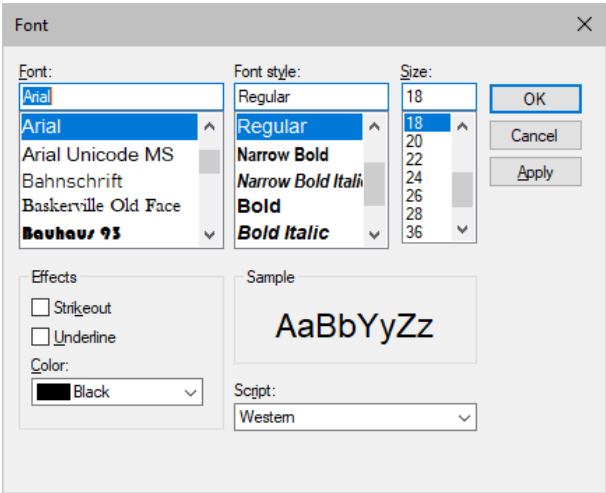 Font
Font:
Arial
Arial
Arial Unicode MS
Bahnschrift
Baskerville Old Face
Bauhaus 93
Font style:
Regular
Regular
Narrow Bold
Narrow Bold Itali
Bold
Bold Italic
Size:
18
18
20
22
24
26
28
36
OK
Cancel
Apply
Effects
Strikeout
Underline
Color:
Black
Sample
AaBbYyZz
Script:
Western